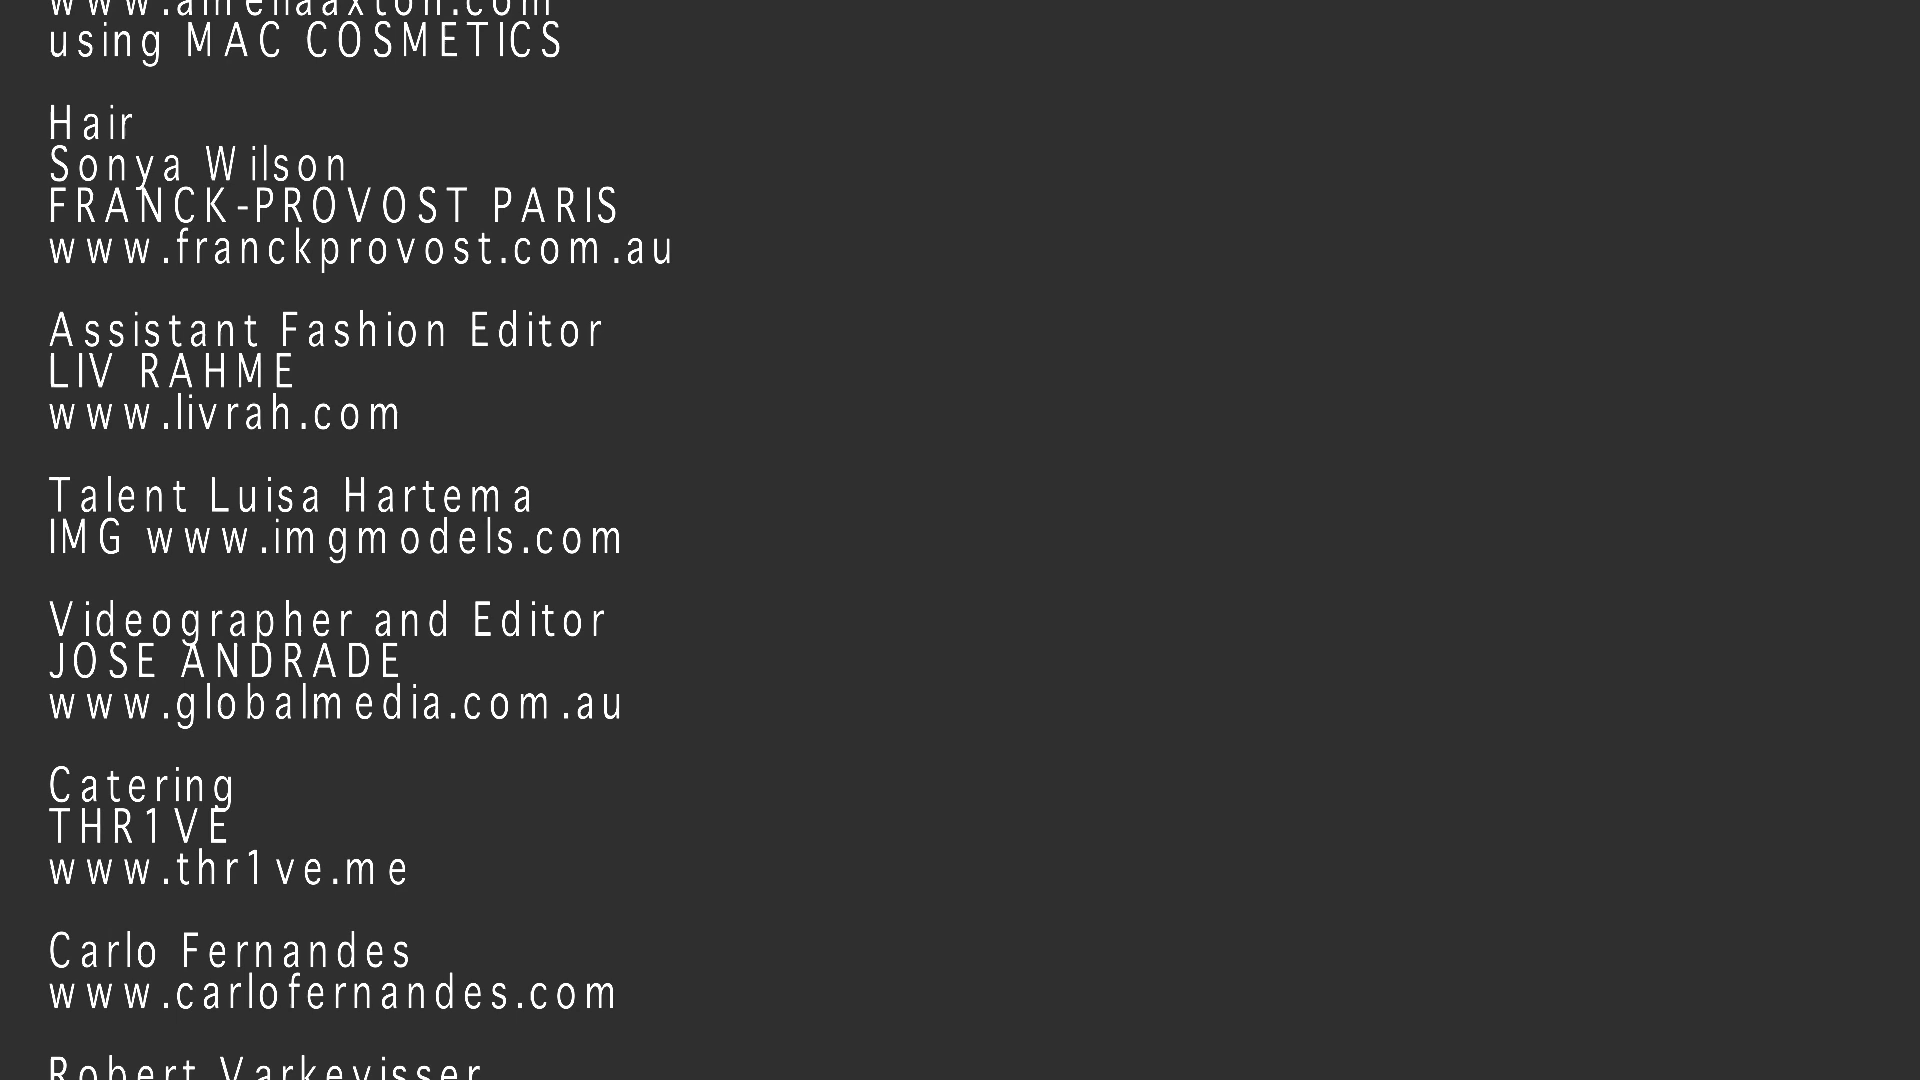 using MAC COSMETICS
Hair
Sonya Wilson
FRANCK-PROVOST PARIS
www.franckprovost.com.au
Assistant Fashion Editor
LIV RAHME
www.livrah.com
Talent Luisa Hartema
IMG www.imgmodels.com
Videographer and Editor
JOSE ANDRADE
www.globalmedia.com.au
Catering
THR1VE
www.thr1ve.me
Carlo Fernandes
www.carlofernandes.com
Robert Varkevisser